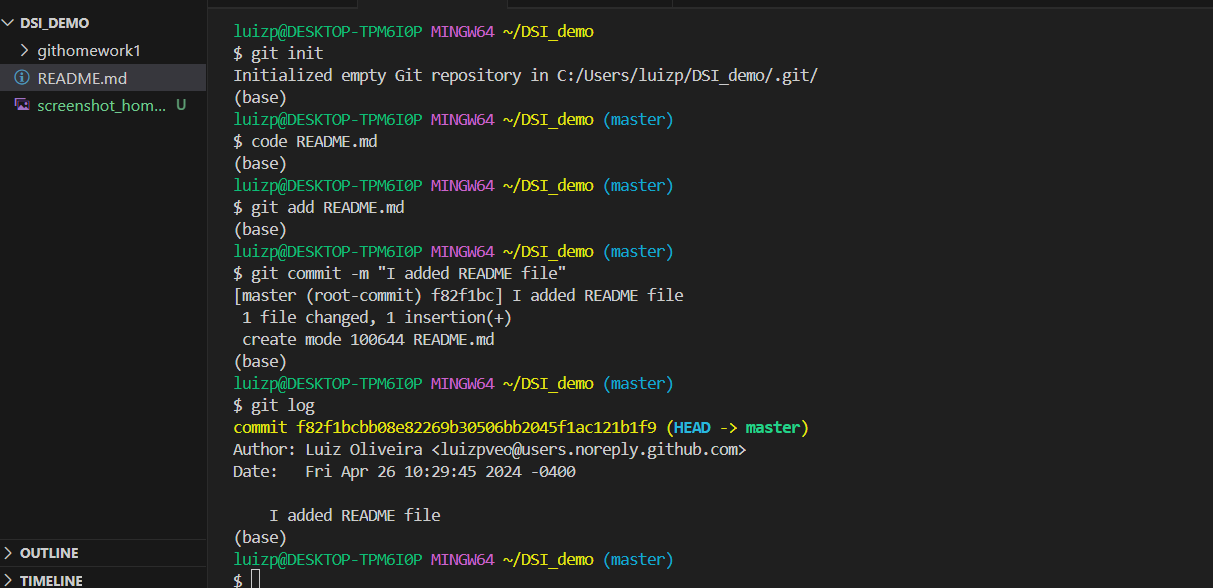 DSI_DEMO
githomework1
README.md
screenshot_hom... U
OUTLINE
TIMELINE
luizp@DESKTOP-TPM6I0P MINGW64 ~/DSI_demo
$ git init
Initialized empty Git repository in C:/Users/luizp/DSI_demo/.git/
(base)
luizp@DESKTOP-TPM6I0P MINGW64 ~/DSI_demo (master)
$ code README.md
(base)
luizp@DESKTOP-TPM6I0P MINGW64 ~/DSI_demo (master)
$ git add README.md
(base)
luizp@DESKTOP-TPM6I0P MINGW64 ~/DSI_demo (master)
$ git commit -m "I added README file"
[master (root-commit) f82f1bc] I added README file
 1 file changed, 1 insertion(+)
 create mode 100644 README.md
(base)
luizp@DESKTOP-TPM6I0P MINGW64 ~/DSI_demo (master)
$ git log
commit f82f1bcbb08e82269b30506bb2045f1ac121b1f9 (HEAD -> master)
Author: Luiz Oliveira <luizpveo@users.noreply.github.com>
Date:   Fri Apr 26 10:29:45 2024 -0400
    I added README file
(base)
luizp@DESKTOP-TPM6I0P MINGW64 ~/DSI_demo (master)
$